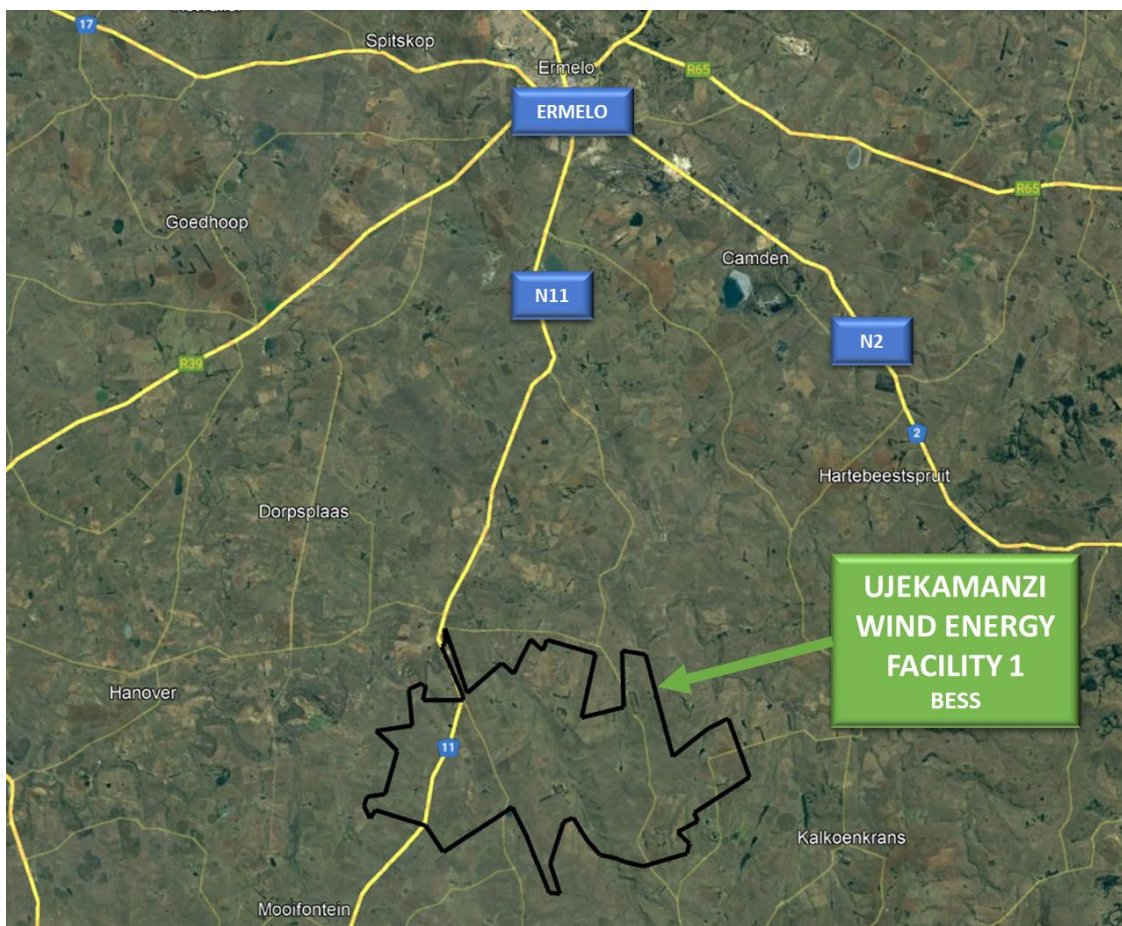 17
Spitskop
Ermelo
R65
ERMELO
R65
Goedhoop
Camden
N11
N2
R39
2
Hartebeestspruit
Dorpsplaas
UJEKAMANZI
WIND ENERGY
FACILITY 1
BESS
Hanover
11
Kalkoenkrans
Mooifontein